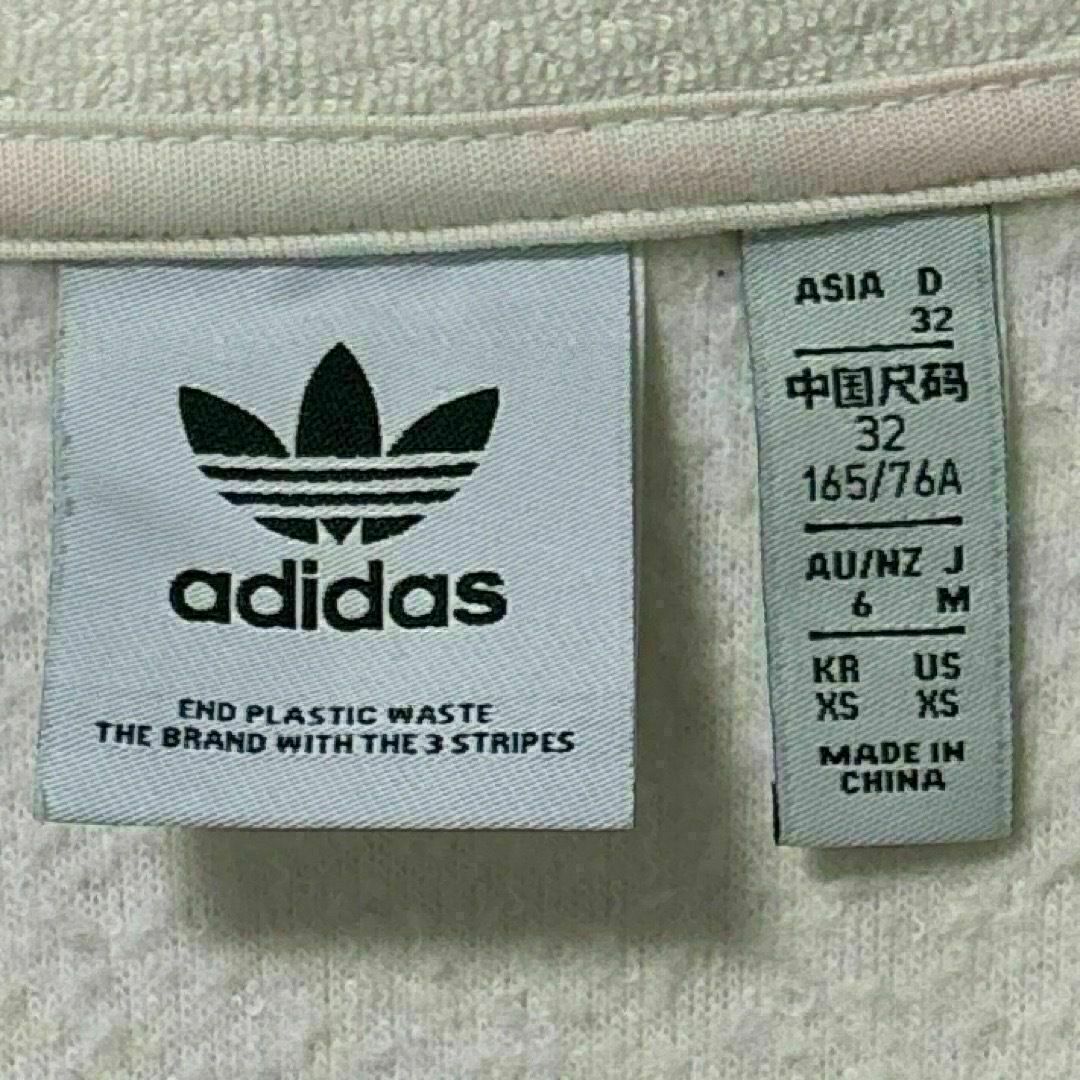 adidas
END PLASTIC WASTE
THE BRAND WITH THE 3 STRIPES
ASIA D
32
中国尺码
32
165/76A
AU/NZ J
6 M
KR US
XS XS
MADE IN
CHINA